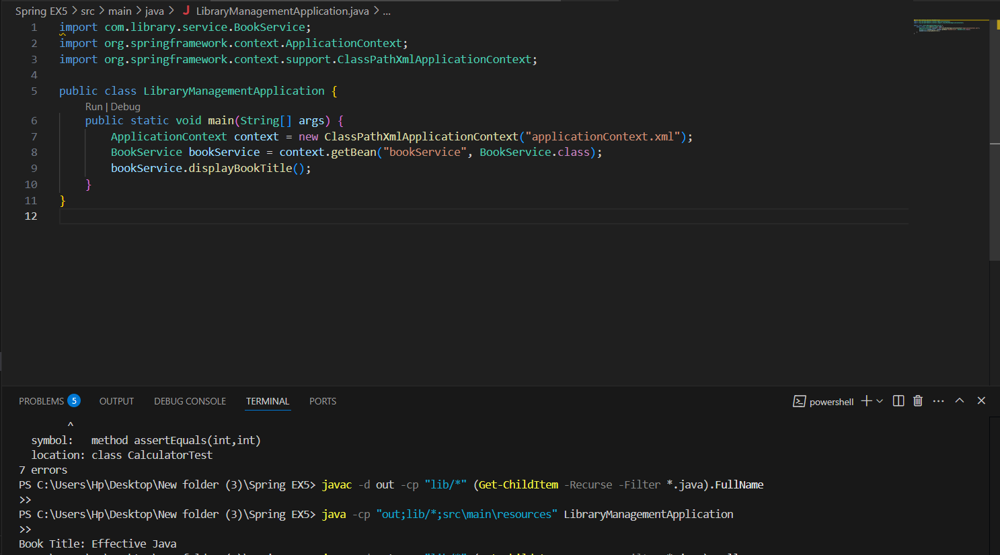 Spring EX5 > src > main > java > J LibraryManagementApplication.java > ...
1 import com.library.service.BookService;
2 import org.springframework.context.ApplicationContext;
3 import org.springframework.context.support.ClassPathXmlApplicationContext;
4
5 public class LibraryManagementApplication {
Run | Debug
6 public static void main(String[] args) {
7 ApplicationContext context = new ClassPathXmlApplicationContext("applicationContext.xml");
8 BookService bookService = context.getBean("bookService", BookService.class);
9 bookService.displayBookTitle();
10 }
11 }
12
PROBLEMS 5 OUTPUT DEBUG CONSOLE TERMINAL PORTS powershell
^
symbol: method assertEquals(int,int)
location: class CalculatorTest
7 errors
PS C:\Users\Hp\Desktop\New folder (3)\Spring EX5> javac -d out -cp "lib/*" (Get-ChildItem -Recurse -Filter *.java).FullName
>>
PS C:\Users\Hp\Desktop\New folder (3)\Spring EX5> java -cp "out;lib/*;src\main\resources" LibraryManagementApplication
>>
Book Title: Effective Java